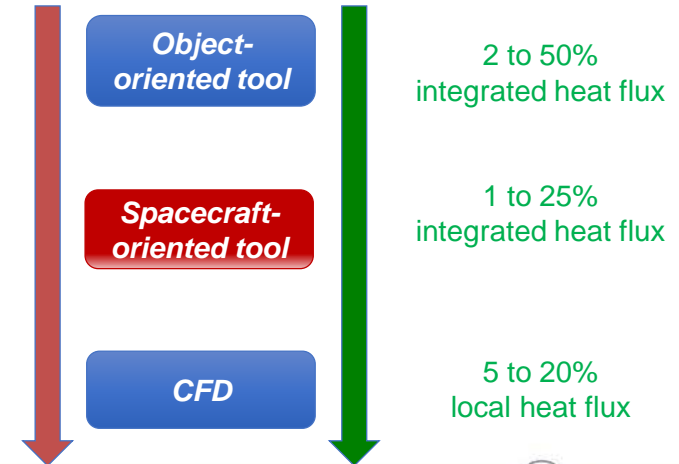 Object-
oriented tool
2 to 50%
integrated heat flux
Spacecraft-
oriented tool
1 to 25%
integrated heat flux
CFD
5 to 20%
local heat flux